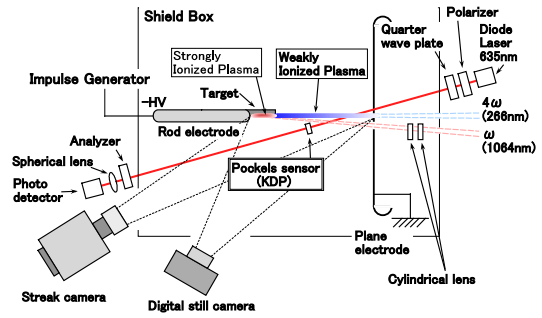 Shield Box
Polarizer
Quarter
wave plate
Diode
Laser
635nm
Strongly
Ionized Plasma
Weakly
Ionized Plasma
Impulse Generator
Target
−HV
Rod electrode
4ω
(266nm)
ω
(1064nm)
Analyzer
Spherical lens
Photo
detector
Pockels sensor
(KDP)
Plane
electrode
Cylindrical lens
Streak camera
Digital still camera